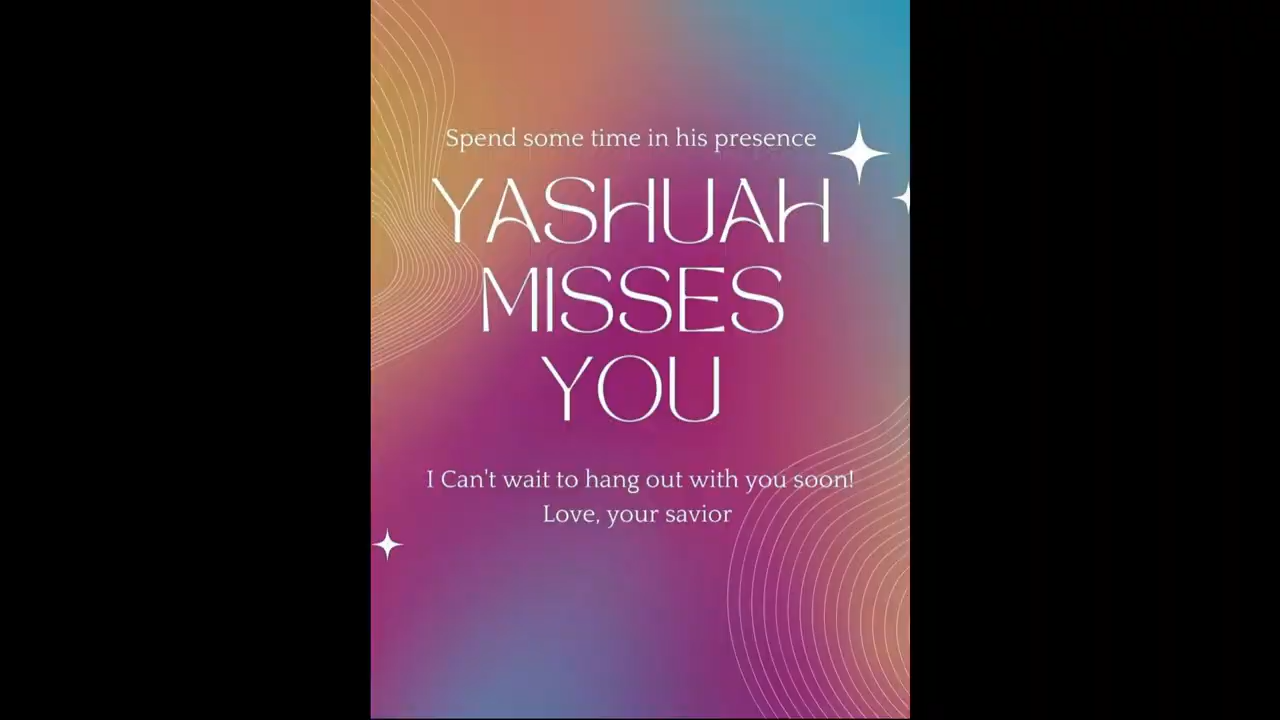 Spend some time in his presence
YASHUAH
MISSES
YOU
I Can't wait to hang out with you soon!
Love, your savior